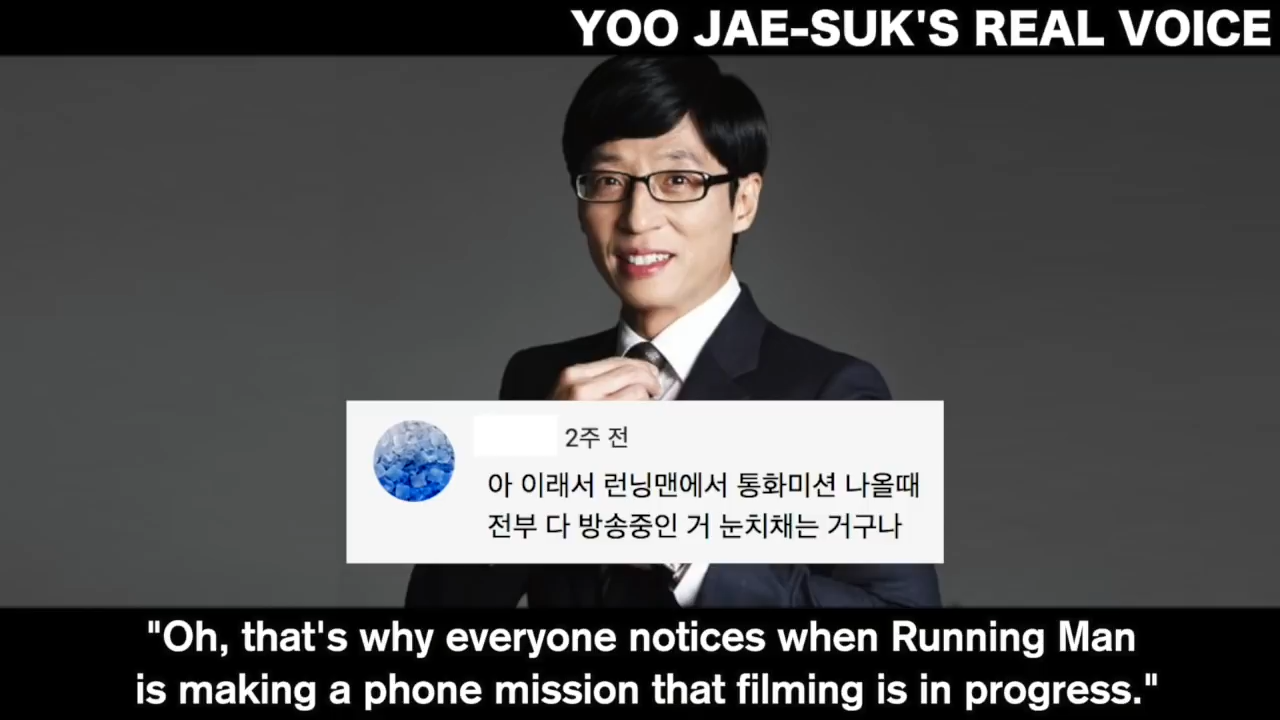 YOO JAE-SUK'S REAL VOICE
2주 전
아 이래서 런닝맨에서 통화미션 나올때
전부 다 방송중인 거 눈치채는 거구나
"Oh, that's why everyone notices when Running Man
is making a phone mission that filming is in progress."